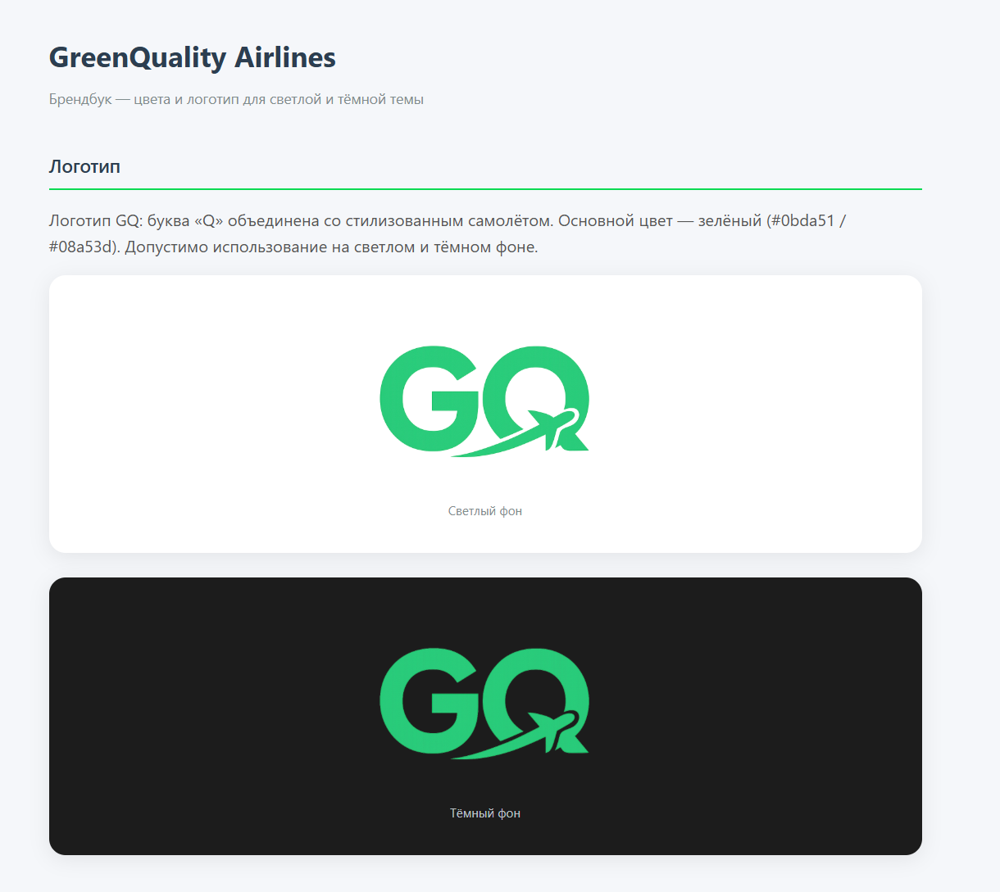 GreenQuality Airlines
Брендбук — цвета и логотип для светлой и тёмной темы
Логотип
Логотип GQ: буква «Q» объединена со стилизованным самолётом. Основной цвет — зелёный (#0bda51 /
#08a53d). Допустимо использование на светлом и тёмном фоне.
GQ
Светлый фон
GQ
Тёмный фон